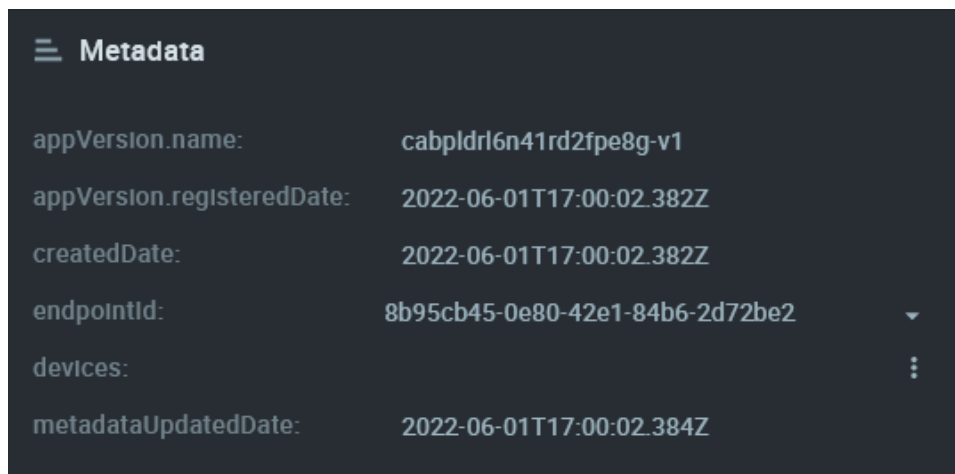 Metadata
appVersion.name: cabpldrl6n41rd2fpe8g-v1
appVersion.registeredDate: 2022-06-01T17:00:02.382Z
createdDate: 2022-06-01T17:00:02.382Z
endpointId: 8b95cb45-0e80-42e1-84b6-2d72be2
devices:
metadataUpdatedDate: 2022-06-01T17:00:02.384Z